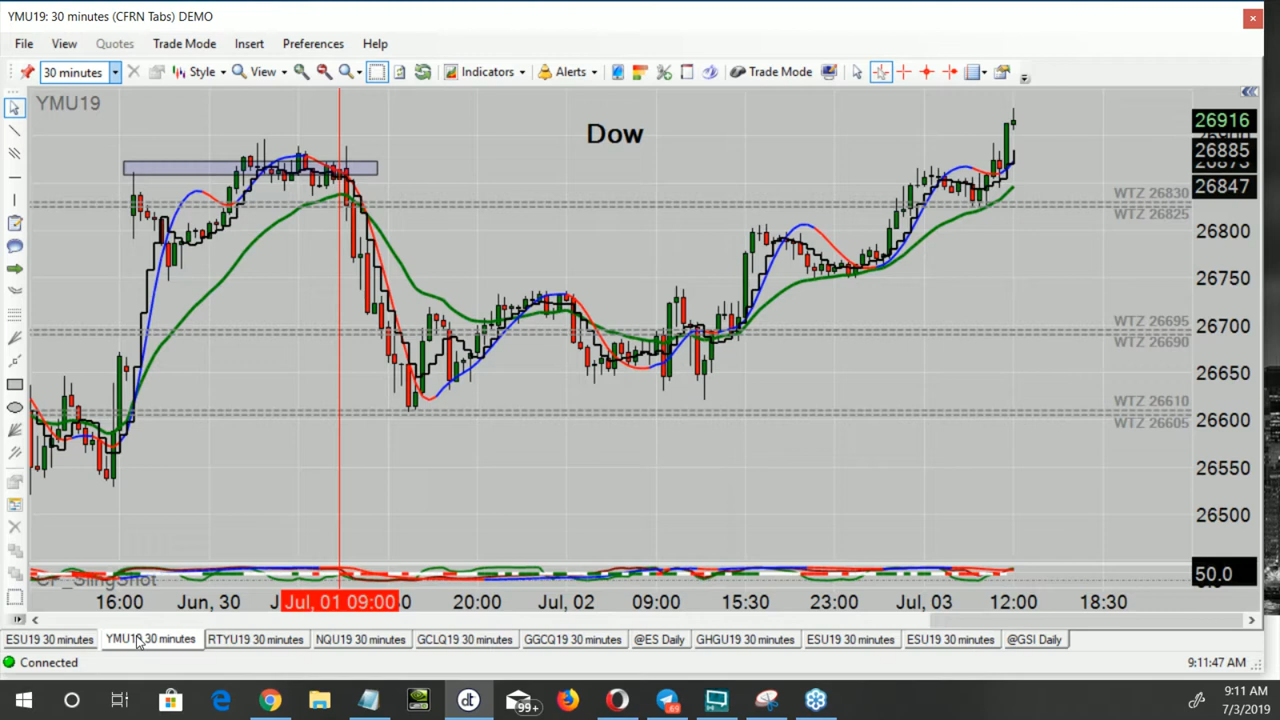 YMU19: 30 minutes (CFRN Tabs) DEMO
File View Quotes Trade Mode Insert Preferences Help
30 minutes Style View Indicators Alerts Trade Mode
YMU19
Dow
26916
26885
26847
WTZ 26830
WTZ 26825
26800
26750
WTZ 26695
26700
WTZ 26690
26650
WTZ 26610
WTZ 26605
26600
26550
26500
CF_SlingShot
50.0
16:00 Jun, 30 Jul, 01 09:00 20:00 Jul, 02 09:00 15:30 23:00 Jul, 03 12:00 18:30
ESU19 30 minutes YMU19 30 minutes RTYU19 30 minutes NQU19 30 minutes GCLQ19 30 minutes GGCQ19 30 minutes @ES Daily GHGU19 30 minutes ESU19 30 minutes ESU19 30 minutes @GSI Daily
Connected 9:11:47 AM
dt 99+ 69 9:11 AM
7/3/2019